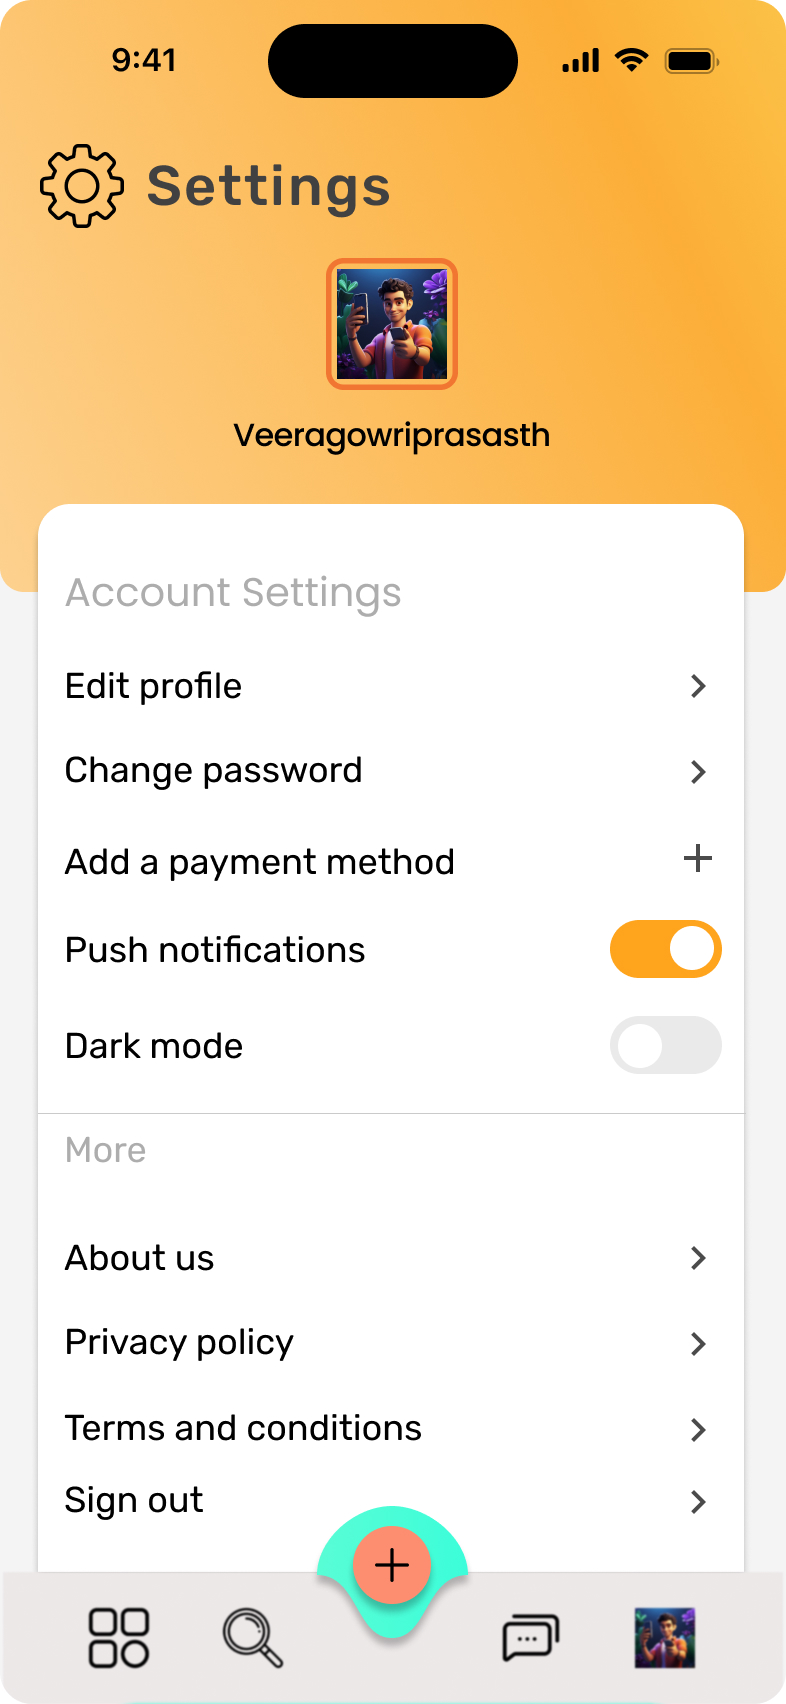 9:41
Settings
Veeragowriprasasth
Account Settings
Edit profile
Change password
Add a payment method
Push notifications
Dark mode
More
About us
Privacy policy
Terms and conditions
Sign out